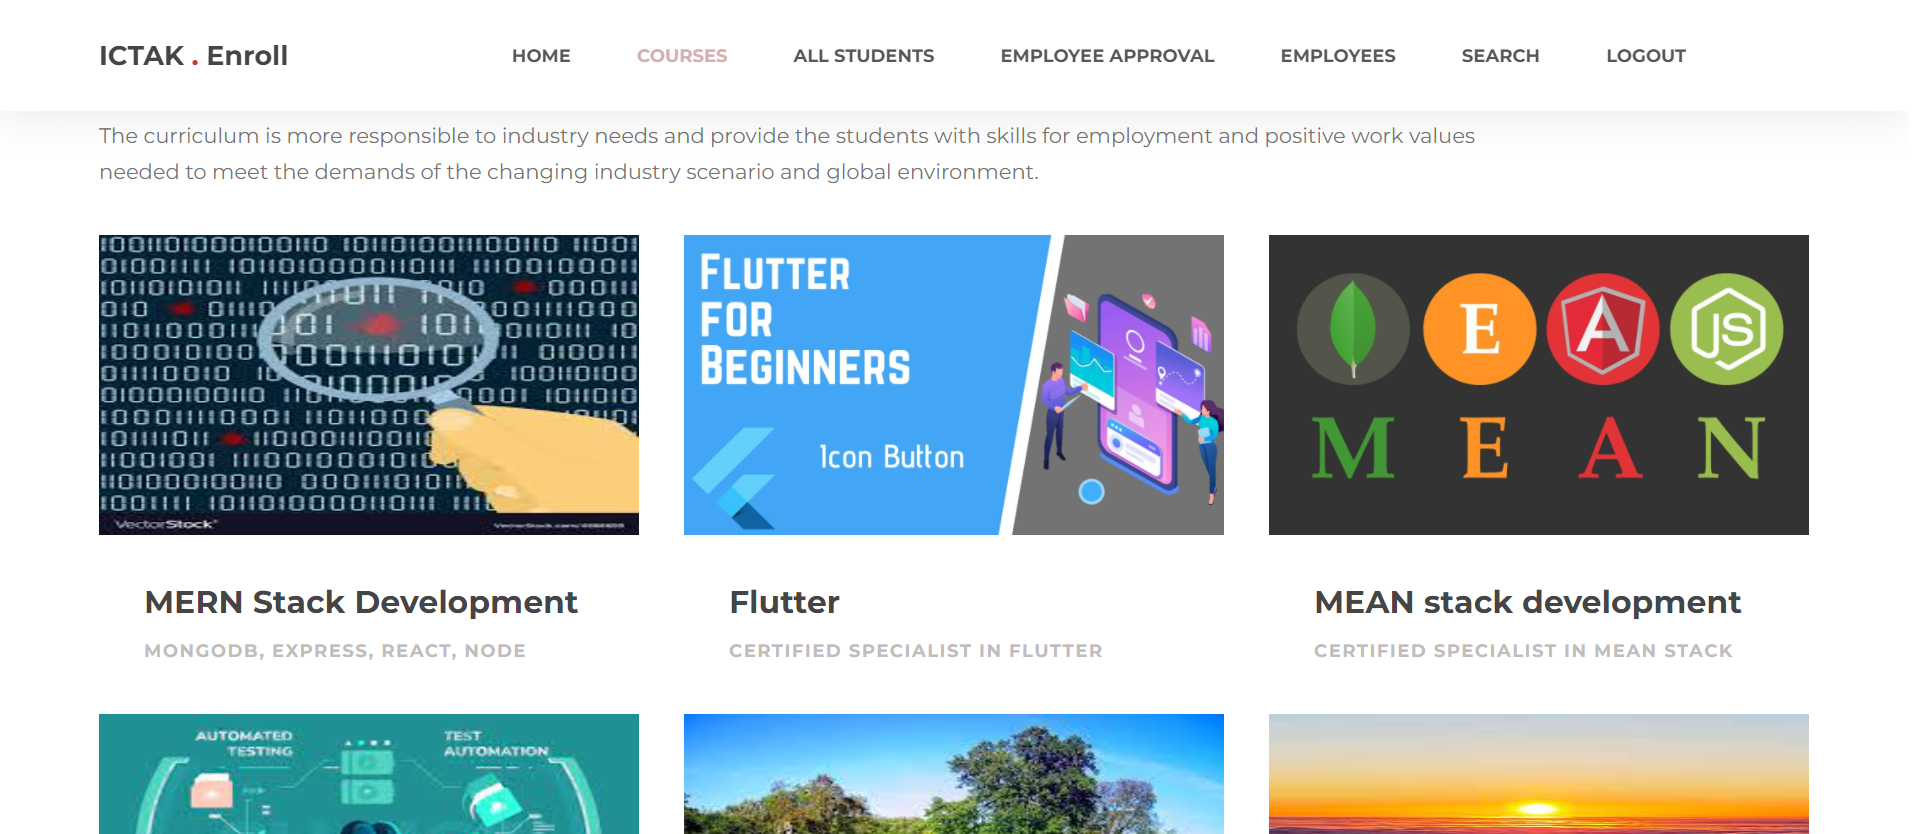 ICTAK . Enroll
HOME
COURSES
ALL STUDENTS
EMPLOYEE APPROVAL
EMPLOYEES
SEARCH
LOGOUT
The curriculum is more responsible to industry needs and provide the students with skills for employment and positive work values
needed to meet the demands of the changing industry scenario and global environment.
VectorStock®
FLUTTER
FOR
BEGINNERS
Icon Button
E
A
JS
M E A N
MERN Stack Development
MONGODB, EXPRESS, REACT, NODE
Flutter
CERTIFIED SPECIALIST IN FLUTTER
MEAN stack development
CERTIFIED SPECIALIST IN MEAN STACK
AUTOMATED
TESTING
TEST
AUTOMATION